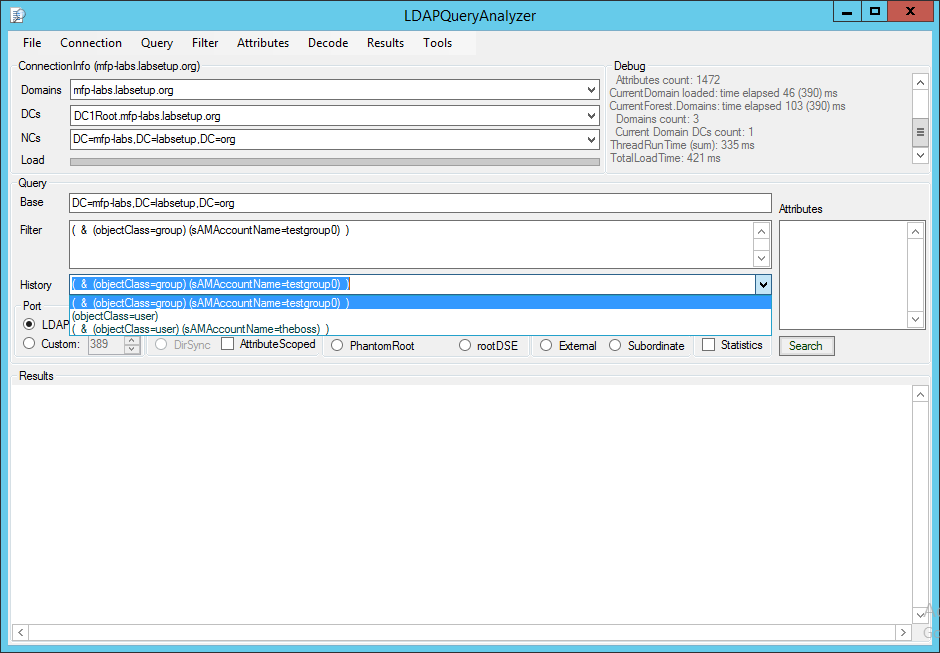 LDAPQueryAnalyzer
File Connection Query Filter Attributes Decode Results Tools
ConnectionInfo (mfp-labs.labsetup.org)
Domains mfp-labs.labsetup.org
DCs DC1Root.mfp-labs.labsetup.org
NCs DC=mfp-labs,DC=labsetup,DC=org
Load
Debug
Attributes count: 1472
CurrentDomain loaded: time elapsed 46 (390) ms
CurrentForest.Domains: time elapsed 103 (390) ms
Domains count: 3
Current Domain DCs count: 1
ThreadRunTime (sum): 335 ms
TotalLoadTime: 421 ms
Query
Base DC=mfp-labs,DC=labsetup,DC=org
Attributes
Filter ( & (objectClass=group) (sAMAccountName=testgroup0) )
History ( & (objectClass=group) (sAMAccountName=testgroup0) )
( & (objectClass=group) (sAMAccountName=testgroup0) )
(objectClass=user)
( & (objectClass=user) (sAMAccountName=theboss) )
Port
LDAP
Custom: 389 DirSync AttributeScoped PhantomRoot rootDSE External Subordinate Statistics Search
Results